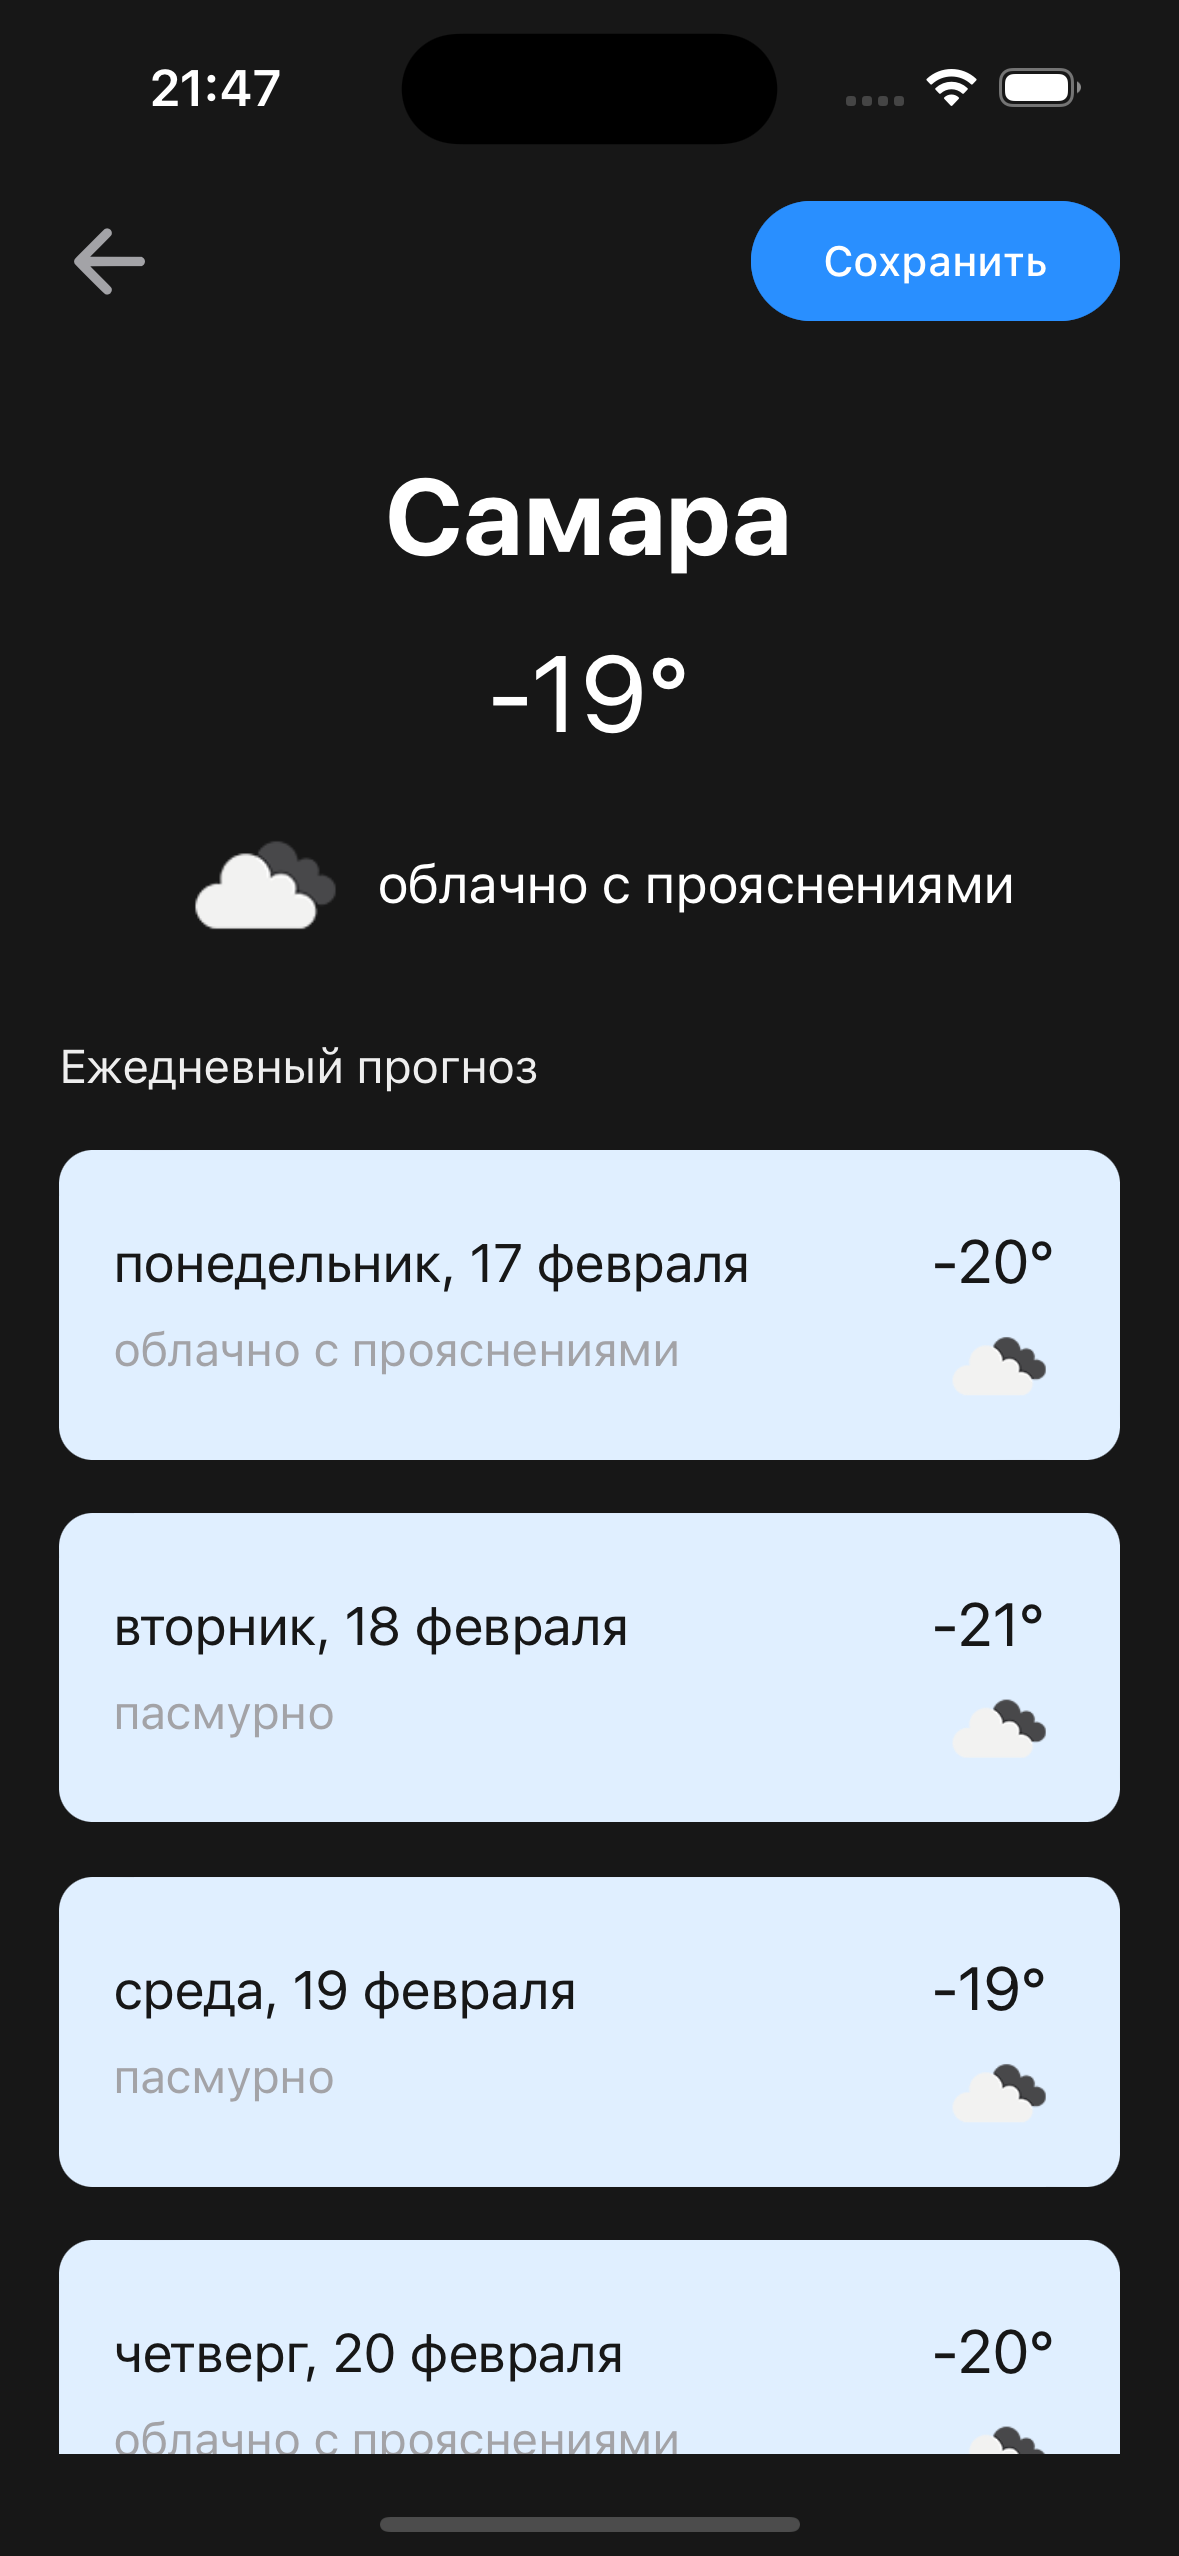 21:47
Сохранить
Самара
-19°
облачно с прояснениями
Ежедневный прогноз
понедельник, 17 февраля -20°
облачно с прояснениями
вторник, 18 февраля -21°
пасмурно
среда, 19 февраля -19°
пасмурно
четверг, 20 февраля -20°
облачно с прояснениями